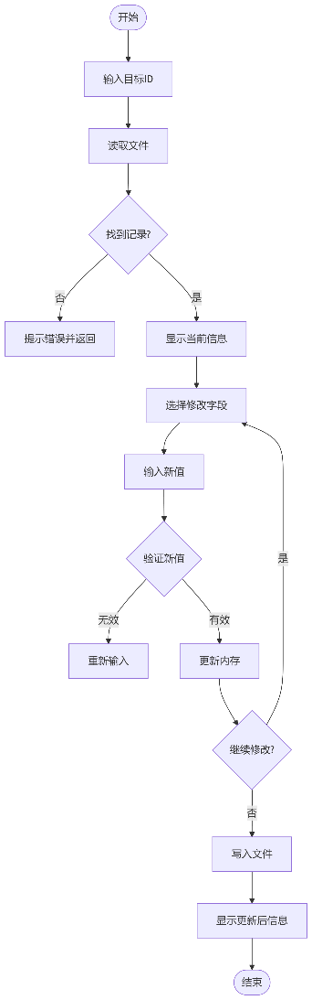 开始
输入目标ID
读取文件
找到记录?
否
是
提示错误并返回
显示当前信息
选择修改字段
输入新值
是
验证新值
无效
有效
重新输入
更新内存
继续修改?
否
写入文件
显示更新后信息
结束